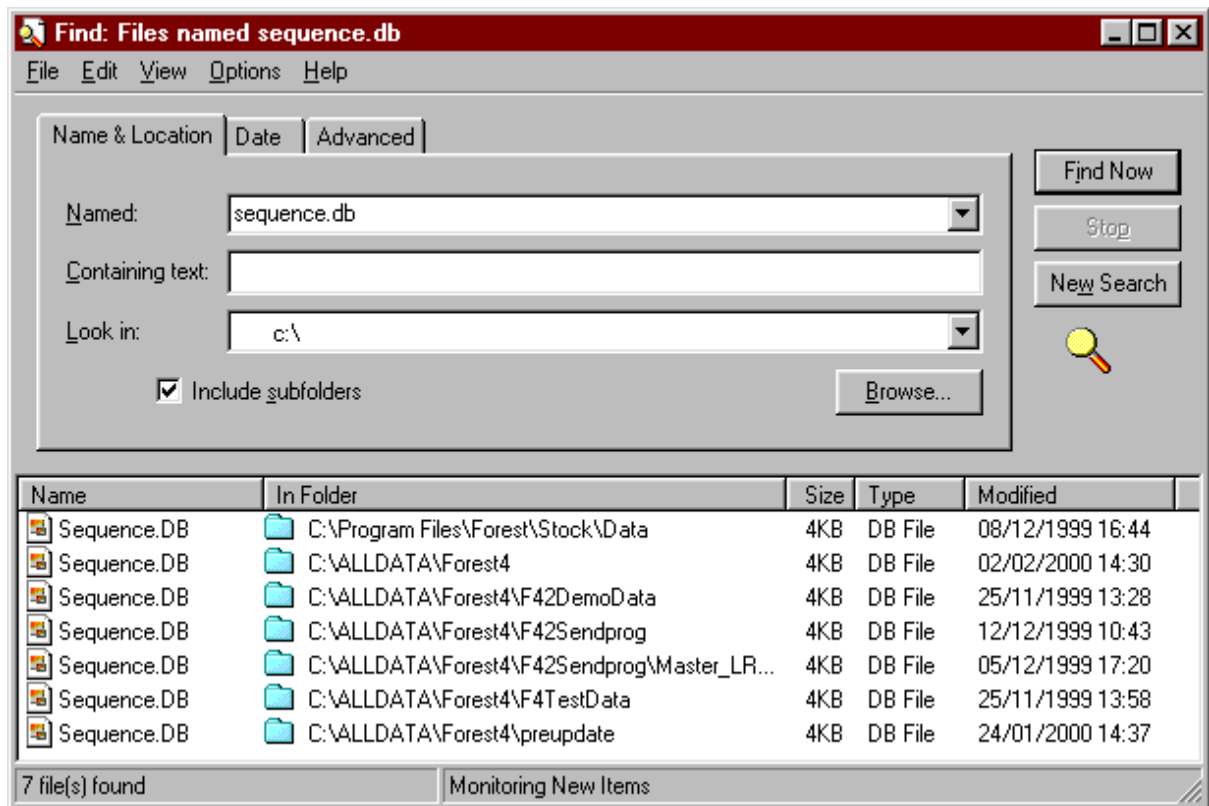 Find: Files named sequence.db
File Edit View Options Help
Name & Location Date Advanced
Find Now
Named: sequence.db
Stop
Containing text:
New Search
Look in: c:\
Include subfolders
Browse...
Name In Folder Size Type Modified
Sequence.DB C:\Program Files\Forest\Stock\Data 4KB DB File 08/12/1999 16:44
Sequence.DB C:\ALLDATA\Forest4 4KB DB File 02/02/2000 14:30
Sequence.DB C:\ALLDATA\Forest4\F42DemoData 4KB DB File 25/11/1999 13:28
Sequence.DB C:\ALLDATA\Forest4\F42Sendprog 4KB DB File 12/12/1999 10:43
Sequence.DB C:\ALLDATA\Forest4\F42Sendprog\Master_LR... 4KB DB File 05/12/1999 17:20
Sequence.DB C:\ALLDATA\Forest4\F4TestData 4KB DB File 25/11/1999 13:58
Sequence.DB C:\ALLDATA\Forest4\preupdate 4KB DB File 24/01/2000 14:37
7 file(s) found Monitoring New Items